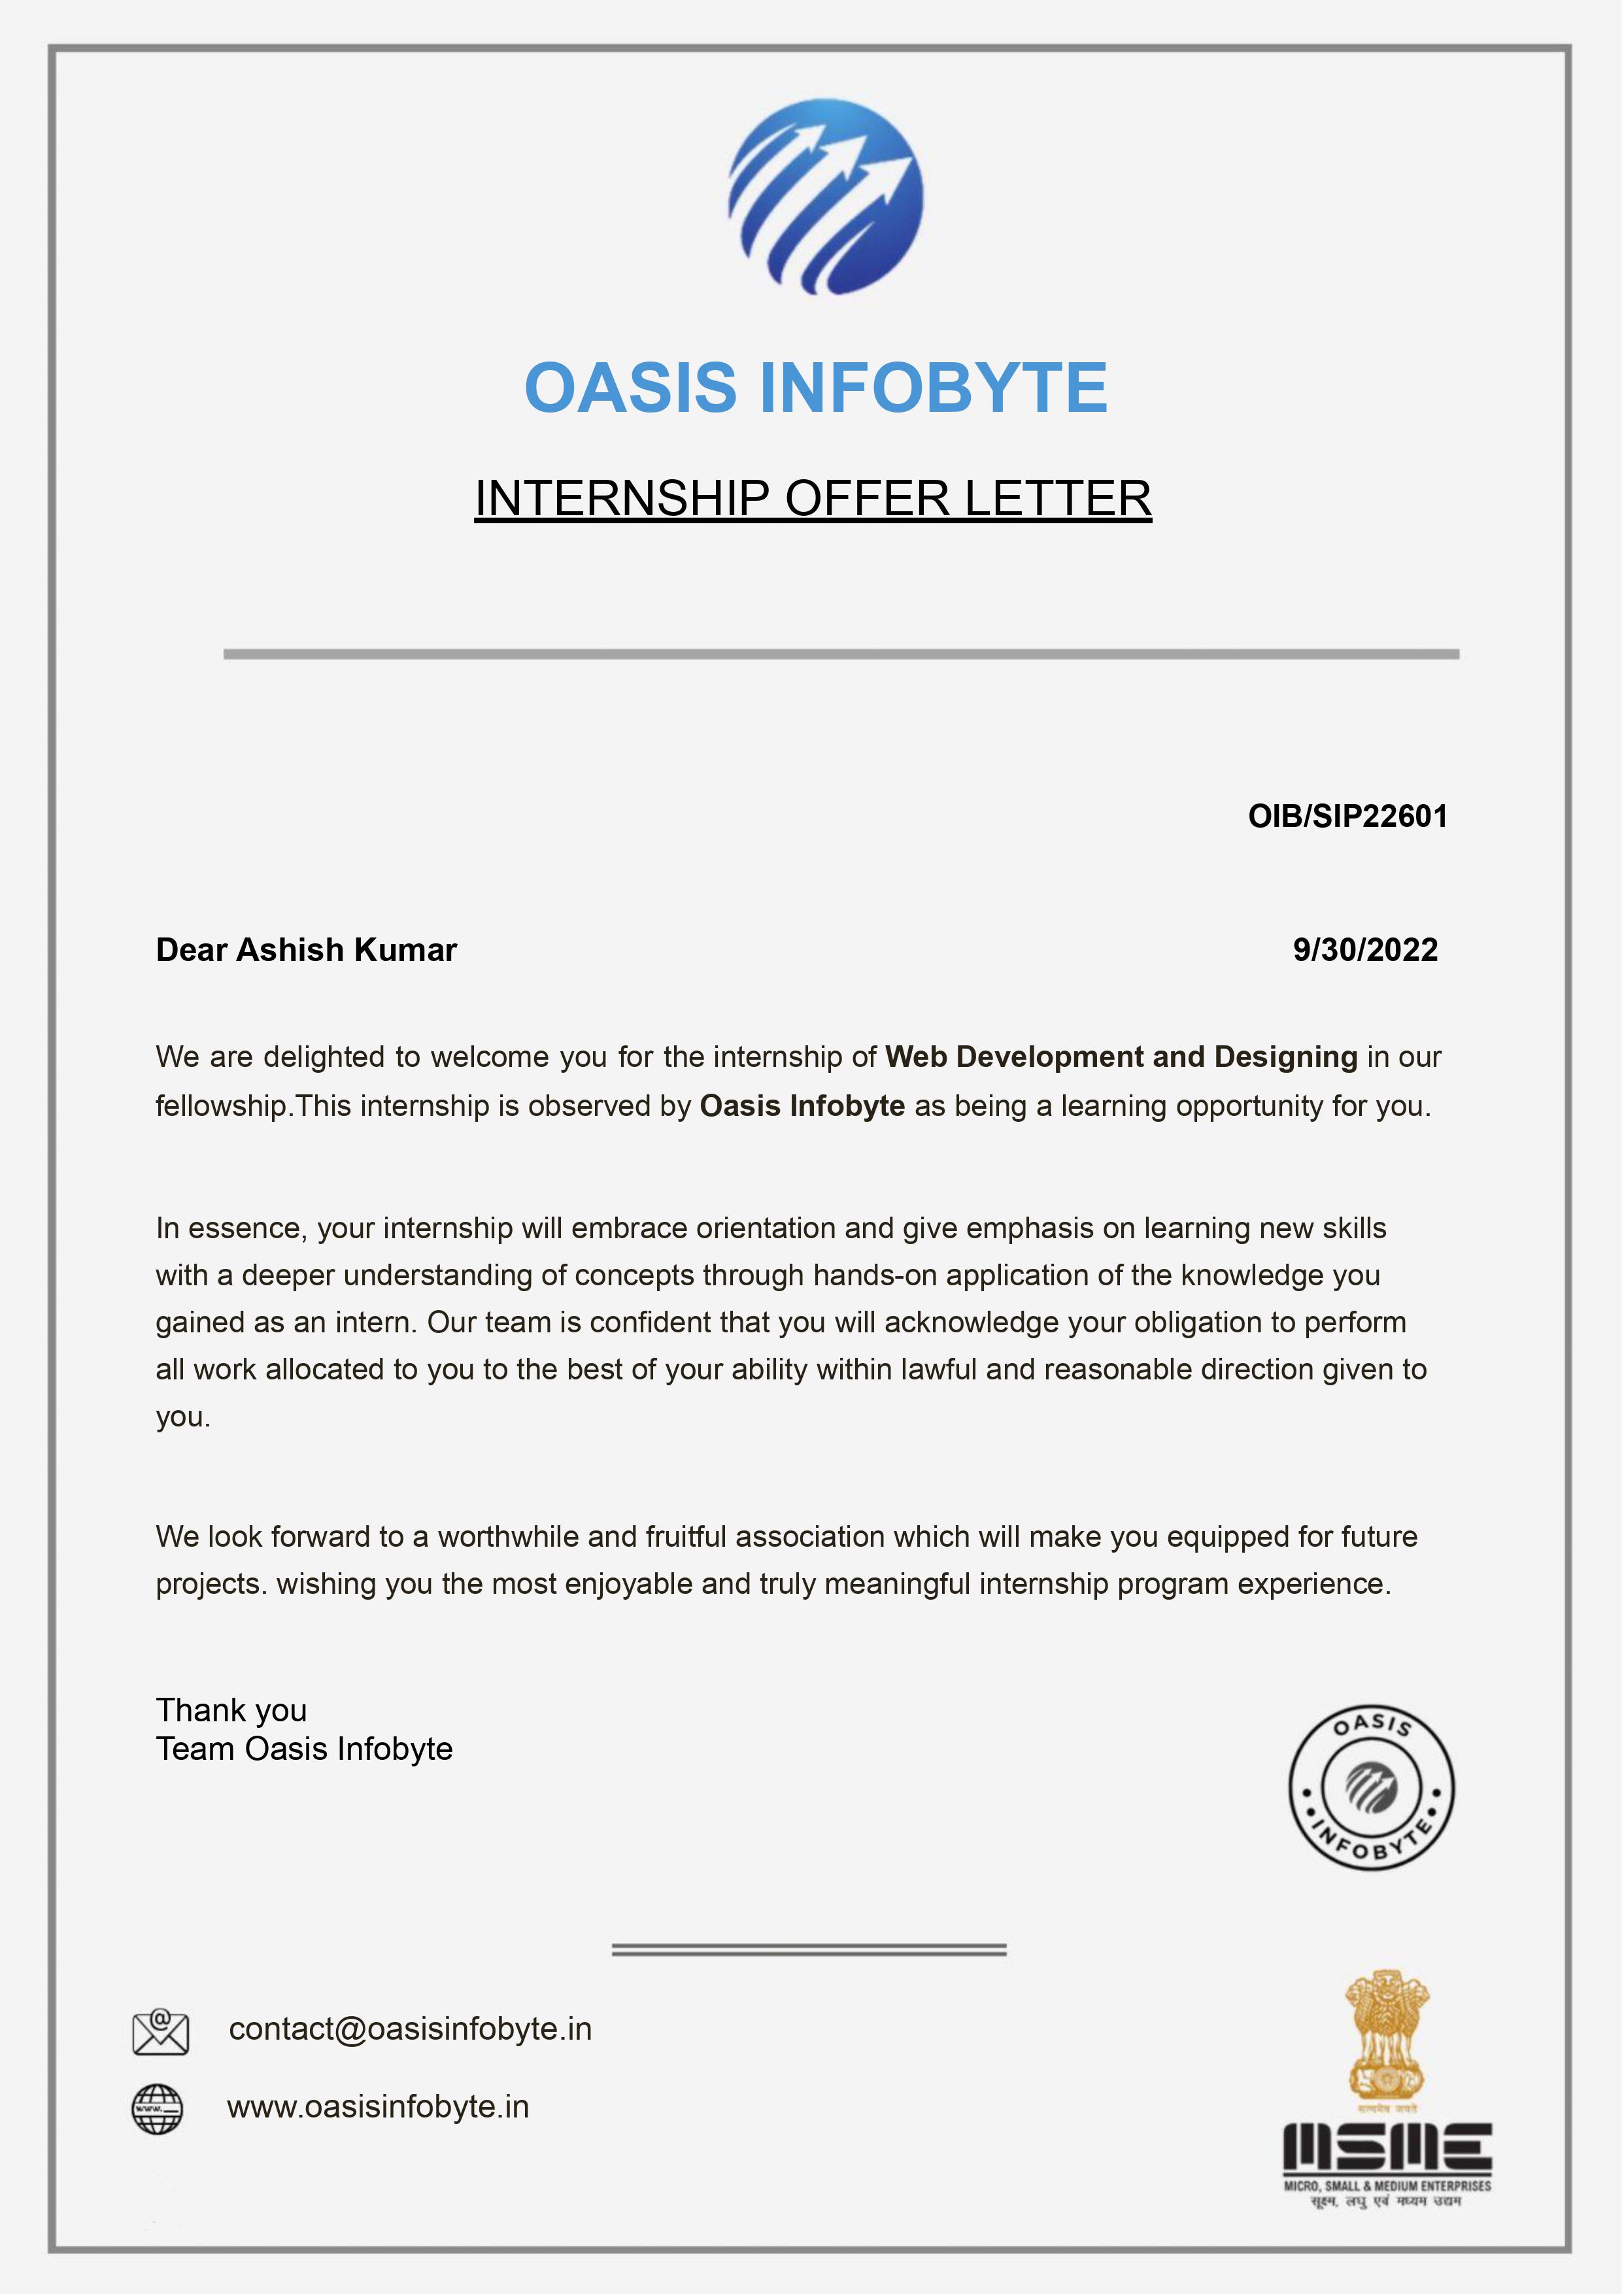 OASIS INFOBYTE
INTERNSHIP OFFER LETTER
OIB/SIP22601
Dear Ashish Kumar
9/30/2022
We are delighted to welcome you for the internship of Web Development and Designing in our
fellowship.This internship is observed by Oasis Infobyte as being a learning opportunity for you.
In essence, your internship will embrace orientation and give emphasis on learning new skills
with a deeper understanding of concepts through hands-on application of the knowledge you
gained as an intern. Our team is confident that you will acknowledge your obligation to perform
all work allocated to you to the best of your ability within lawful and reasonable direction given to
you.
We look forward to a worthwhile and fruitful association which will make you equipped for future
projects. wishing you the most enjoyable and truly meaningful internship program experience.
Thank you
Team Oasis Infobyte
OASIS
INFOBYTE
contact@oasisinfobyte.in
www.
www.oasisinfobyte.in
सत्यमेव जयते
MSME
MICRO, SMALL & MEDIUM ENTERPRISES
सूक्ष्म, लघु एवं मध्यम उद्यम